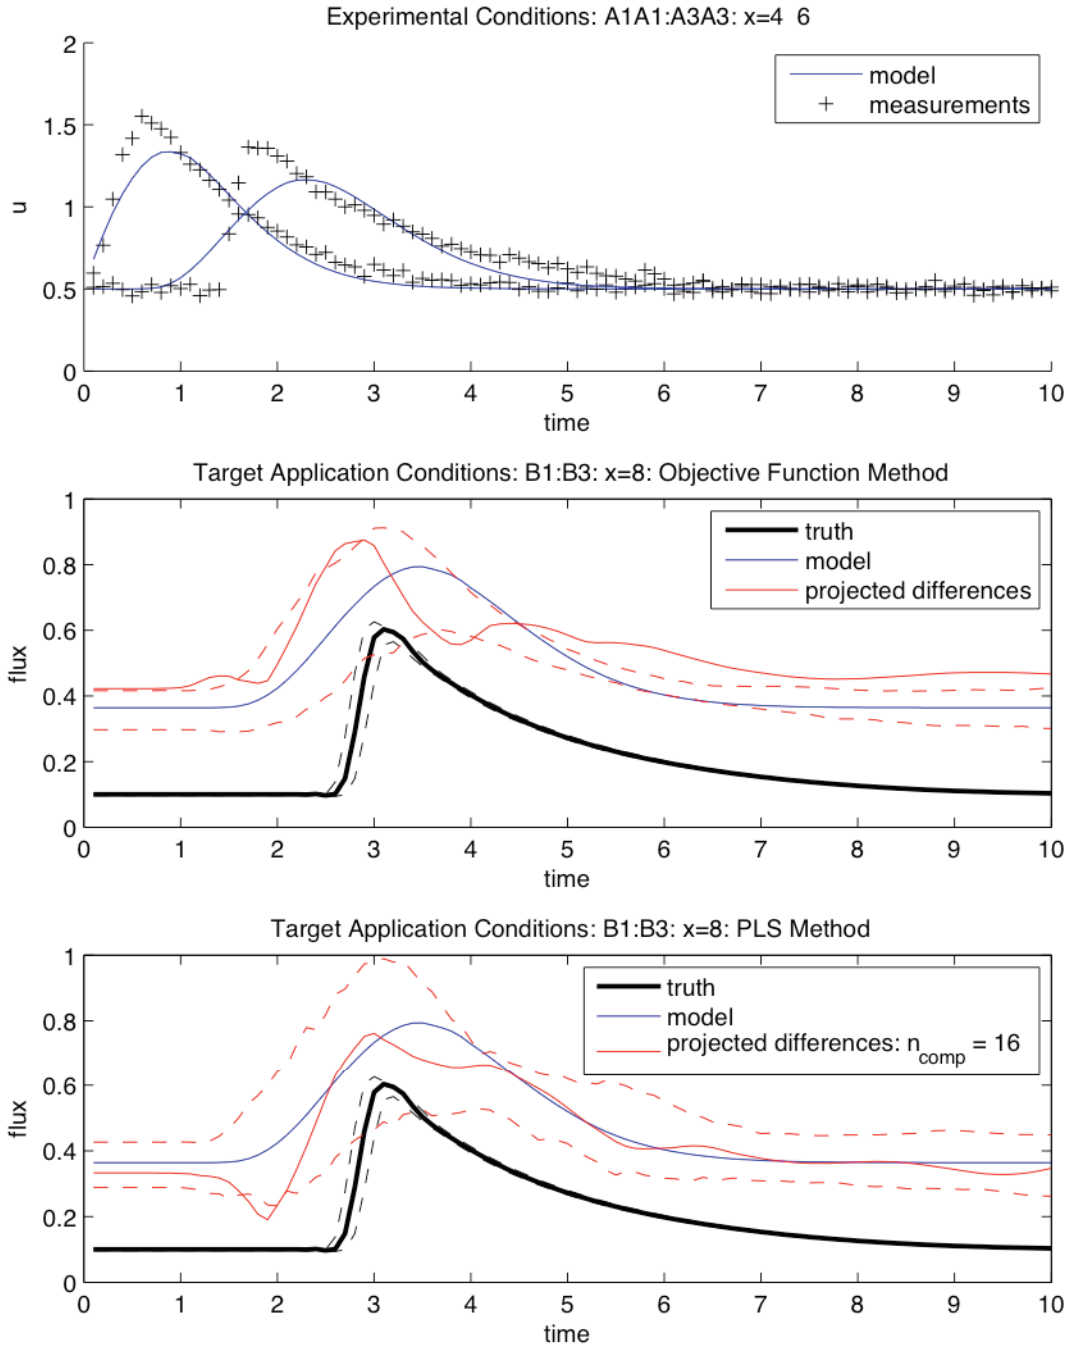 Experimental Conditions: A1A1:A3A3: x=4 6
2
1.5
1
0.5
0
u
model
measurements
0 1 2 3 4 5 6 7 8 9 10
time
Target Application Conditions: B1:B3: x=8: Objective Function Method
1
0.8
0.6
0.4
0.2
0
flux
truth
model
projected differences
0 1 2 3 4 5 6 7 8 9 10
time
Target Application Conditions: B1:B3: x=8: PLS Method
1
0.8
0.6
0.4
0.2
0
flux
truth
model
projected differences: n_comp = 16
0 1 2 3 4 5 6 7 8 9 10
time